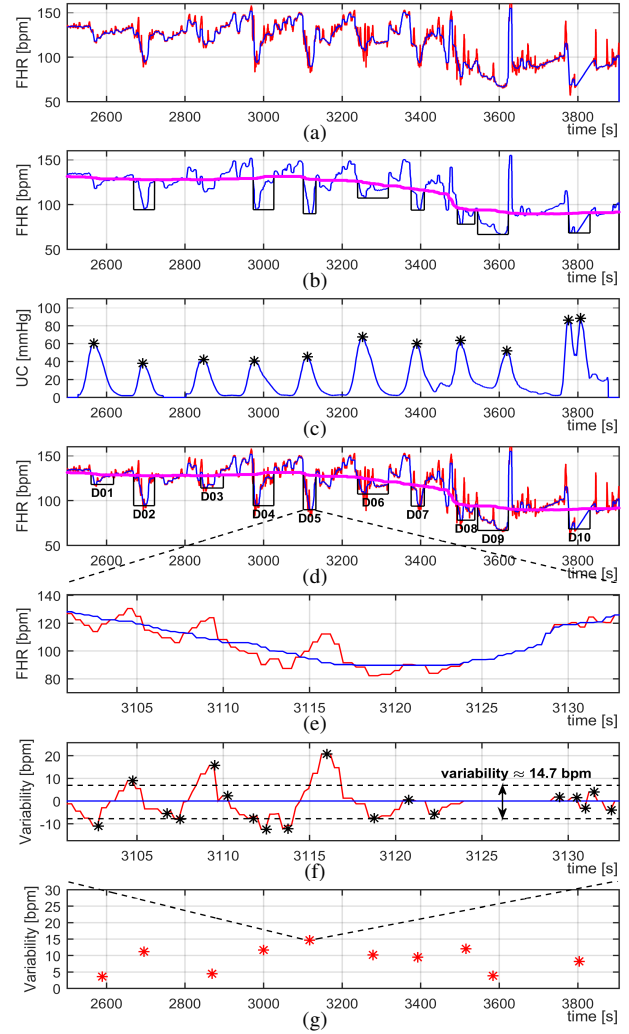 150
100
50
FHR [bpm]
2600 2800 3000 3200 3400 3600 3800
time [s]
(a)
150
100
50
FHR [bpm]
2600 2800 3000 3200 3400 3600 3800
time [s]
(b)
100
80
60
40
20
0
UC [mmHg]
2600 2800 3000 3200 3400 3600 3800
time [s]
(c)
150
100
50
FHR [bpm]
D01 D02 D03 D04 D05 D06 D07 D08 D09 D10
2600 2800 3000 3200 3400 3600 3800
time [s]
(d)
140
120
100
80
FHR [bpm]
3105 3110 3115 3120 3125 3130
time [s]
(e)
20
10
0
-10
Variability [bpm]
variability ≈ 14.7 bpm
3105 3110 3115 3120 3125 3130
time [s]
(f)
30
25
20
15
10
5
0
Variability [bpm]
2600 2800 3000 3200 3400 3600 3800
time [s]
(g)